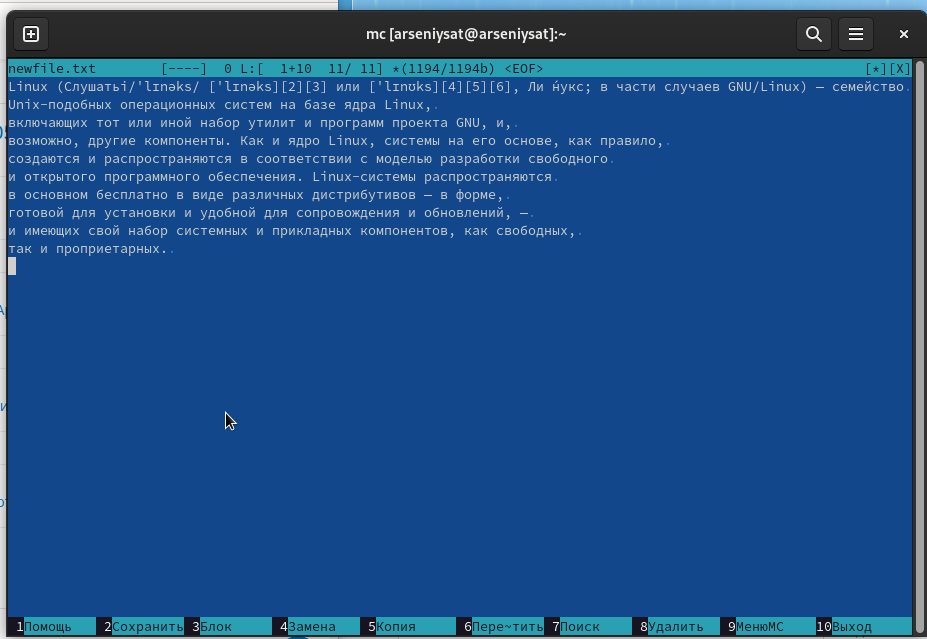 mc [arseniysat@arseniysat]:~
newfile.txt [----] 0 L:[ 1+10 11/ 11] *(1194/1194b) <EOF> [*][X]
Linux (Слушатьi/ˈlɪnəks/ [ˈlɪnəks][2][3] или [ˈlɪnʊks][4][5][6], Ли ́нукс; в части случаев GNU/Linux) — семейство.
Unix-подобных операционных систем на базе ядра Linux,.
включающих тот или иной набор утилит и программ проекта GNU, и,.
возможно, другие компоненты. Как и ядро Linux, системы на его основе, как правило,.
создаются и распространяются в соответствии с моделью разработки свободного.
и открытого программного обеспечения. Linux-системы распространяются.
в основном бесплатно в виде различных дистрибутивов — в форме,.
готовой для установки и удобной для сопровождения и обновлений, —.
и имеющих свой набор системных и прикладных компонентов, как свободных,.
так и проприетарных..
1Помощь 2Сохранить 3Блок 4Замена 5Копия 6Пере~тить 7Поиск 8Удалить 9МенюMC 10Выход